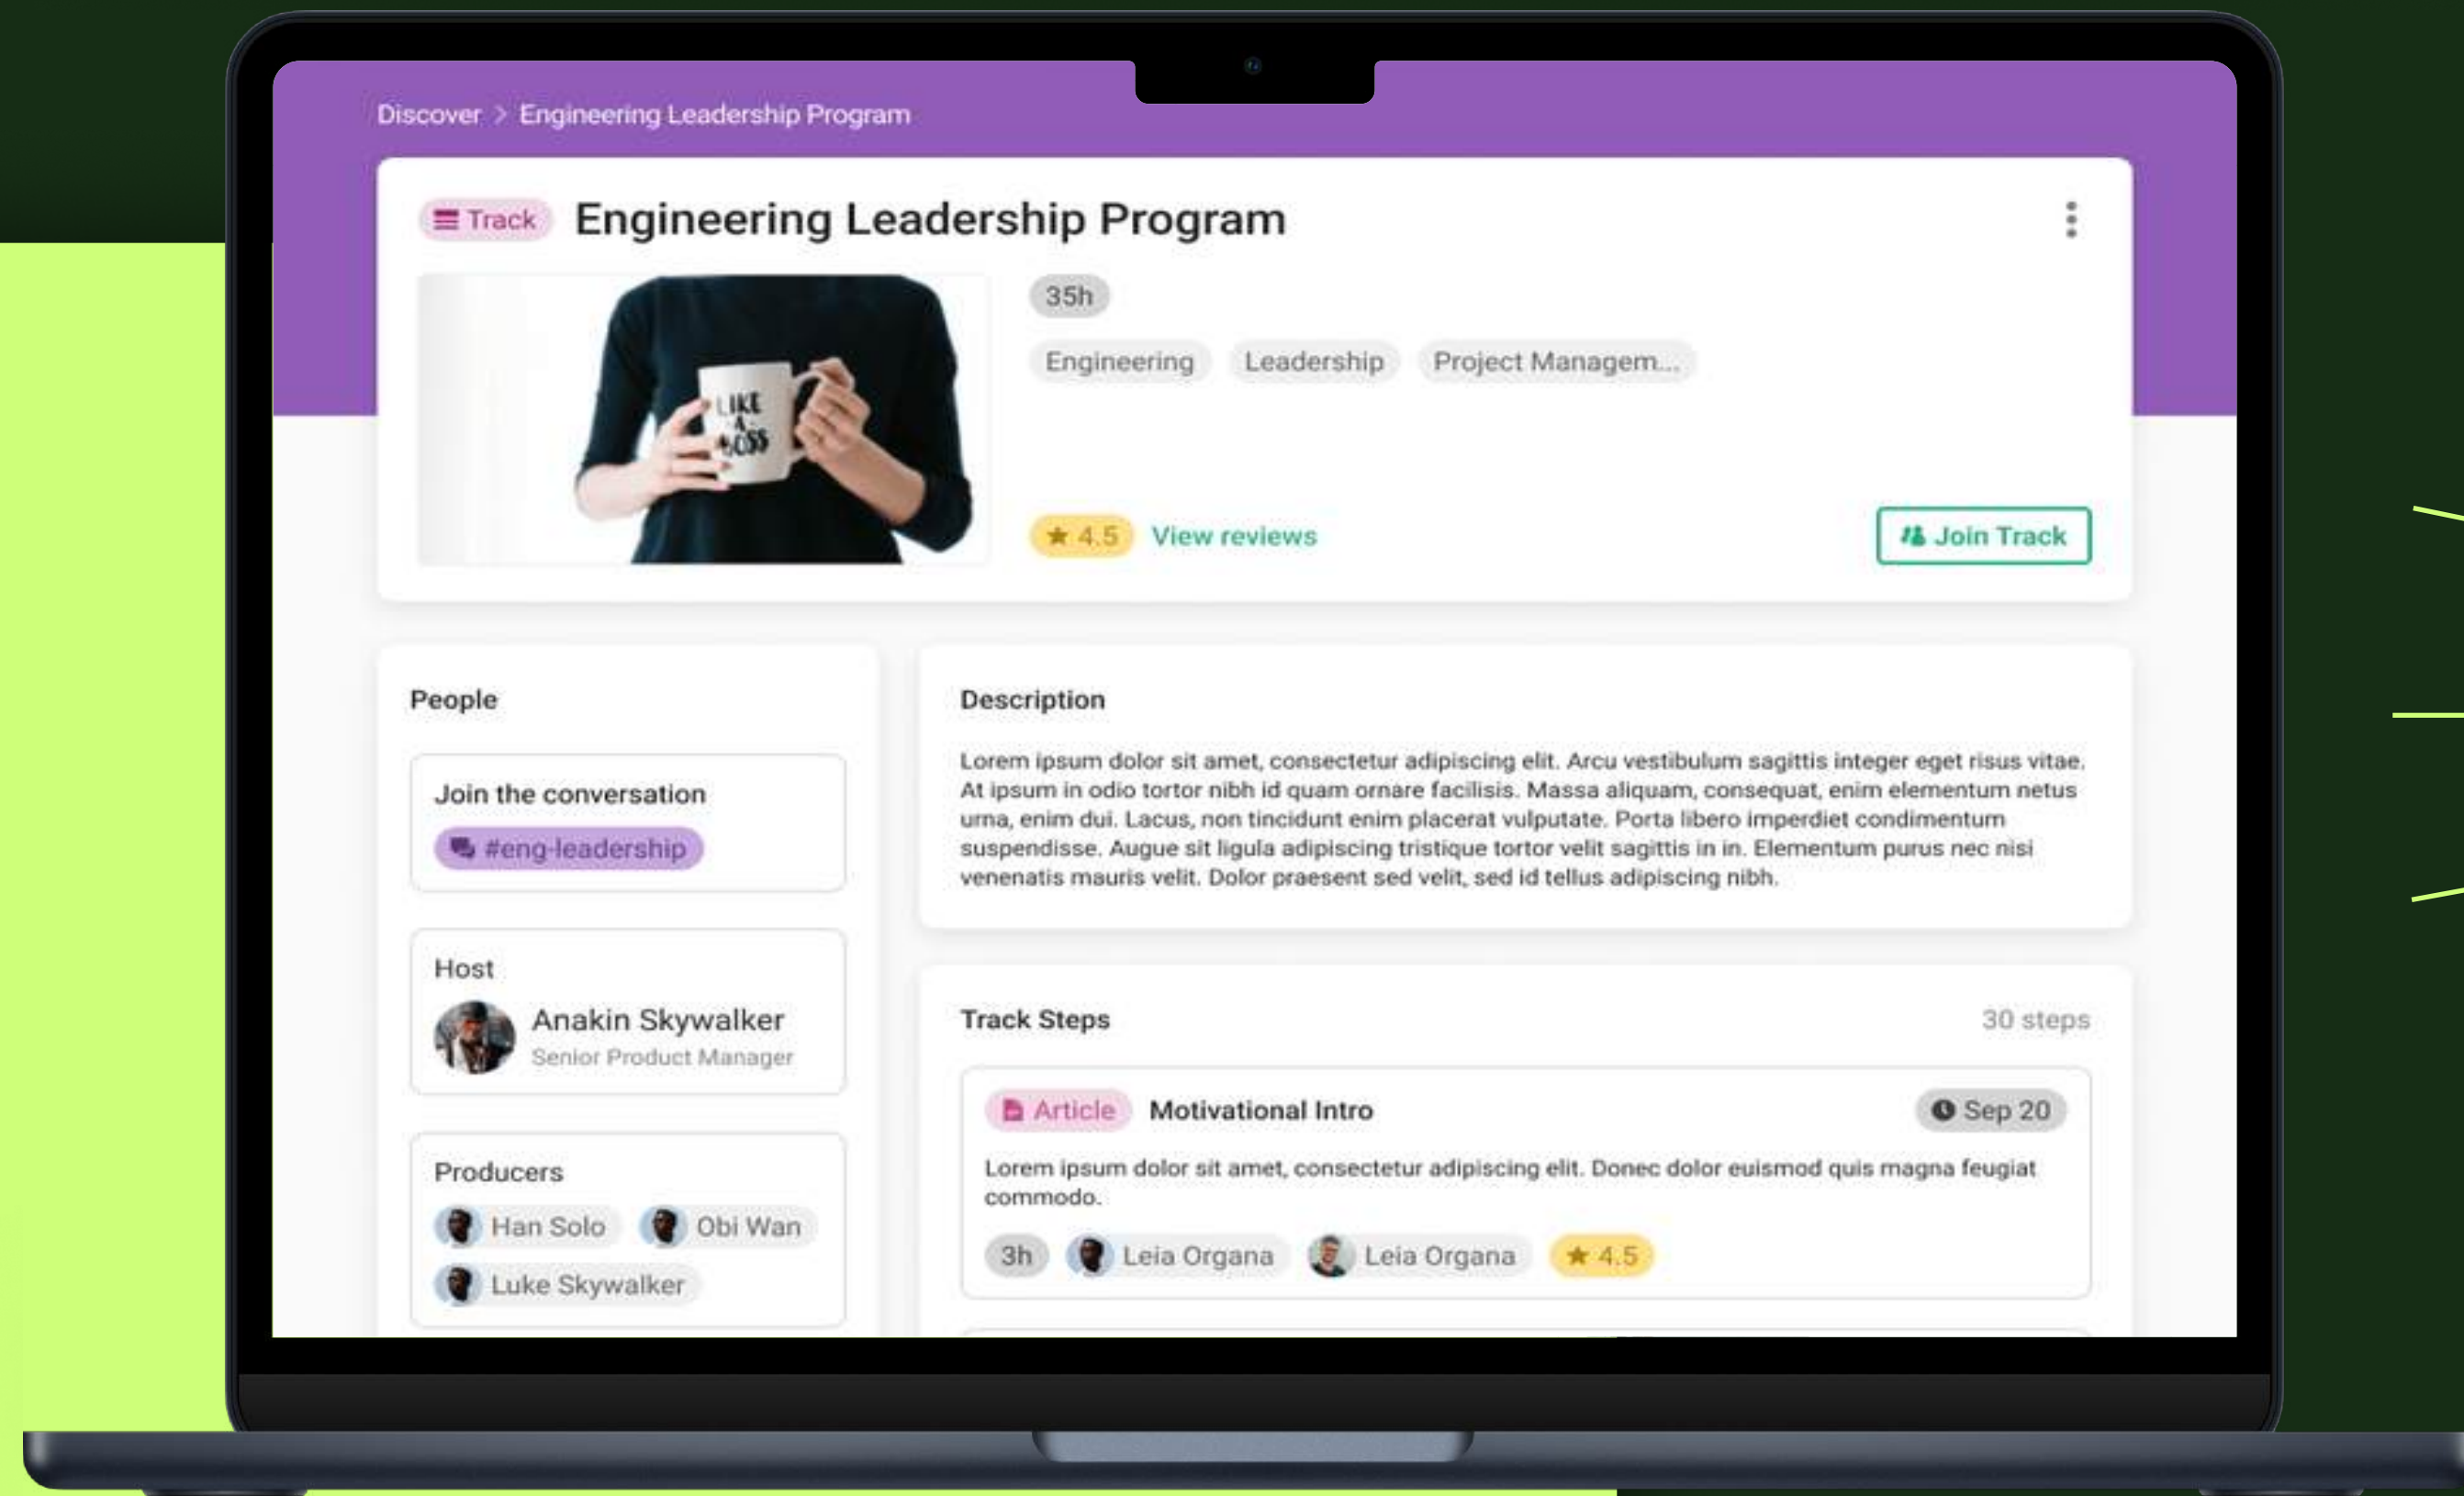 Discover > Engineering Leadership Program
Track Engineering Leadership Program
35h
Engineering Leadership Project Managem...
LIKE
A
BOSS
4.5 View reviews
Join Track
People
Join the conversation
#eng-leadership
Host
Anakin Skywalker
Senior Product Manager
Producers
Han Solo Obi Wan
Luke Skywalker
Description
Lorem ipsum dolor sit amet, consectetur adipiscing elit. Arcu vestibulum sagittis integer eget risus vitae.
At ipsum in odio tortor nibh id quam ornare facilisis. Massa aliquam, consequat, enim elementum netus
urna, enim dui. Lacus, non tincidunt enim placerat vulputate. Porta libero imperdiet condimentum
suspendisse. Augue sit ligula adipiscing tristique tortor velit sagittis in in. Elementum purus nec nisi
venenatis mauris velit. Dolor praesent sed velit, sed id tellus adipiscing nibh.
Track Steps 30 steps
Article Motivational Intro Sep 20
Lorem ipsum dolor sit amet, consectetur adipiscing elit. Donec dolor euismod quis magna feugiat
commodo.
3h Leia Organa Leia Organa 4.5